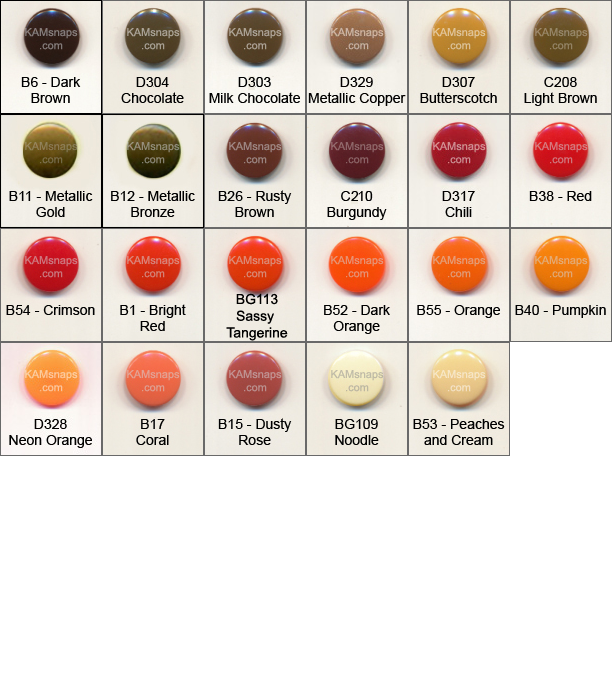 KAMsnaps
.com
B6 - Dark
Brown
KAMsnaps
.com
D304
Chocolate
KAMsnaps
.com
D303
Milk Chocolate
KAMsnaps
.com
D329
Metallic Copper
KAMsnaps
.com
D307
Butterscotch
KAMsnaps
.com
C208
Light Brown
KAMsnaps
.com
B11 - Metallic
Gold
KAMsnaps
.com
B12 - Metallic
Bronze
KAMsnaps
.com
B26 - Rusty
Brown
KAMsnaps
.com
C210
Burgundy
KAMsnaps
.com
D317
Chili
KAMsnaps
.com
B38 - Red
KAMsnaps
.com
B54 - Crimson
KAMsnaps
.com
B1 - Bright
Red
KAMsnaps
.com
BG113
Sassy
Tangerine
KAMsnaps
.com
B52 - Dark
Orange
KAMsnaps
.com
B55 - Orange
KAMsnaps
.com
B40 - Pumpkin
KAMsnaps
.com
D328
Neon Orange
KAMsnaps
.com
B17
Coral
KAMsnaps
.com
B15 - Dusty
Rose
KAMsnaps
.com
BG109
Noodle
KAMsnaps
.com
B53 - Peaches
and Cream